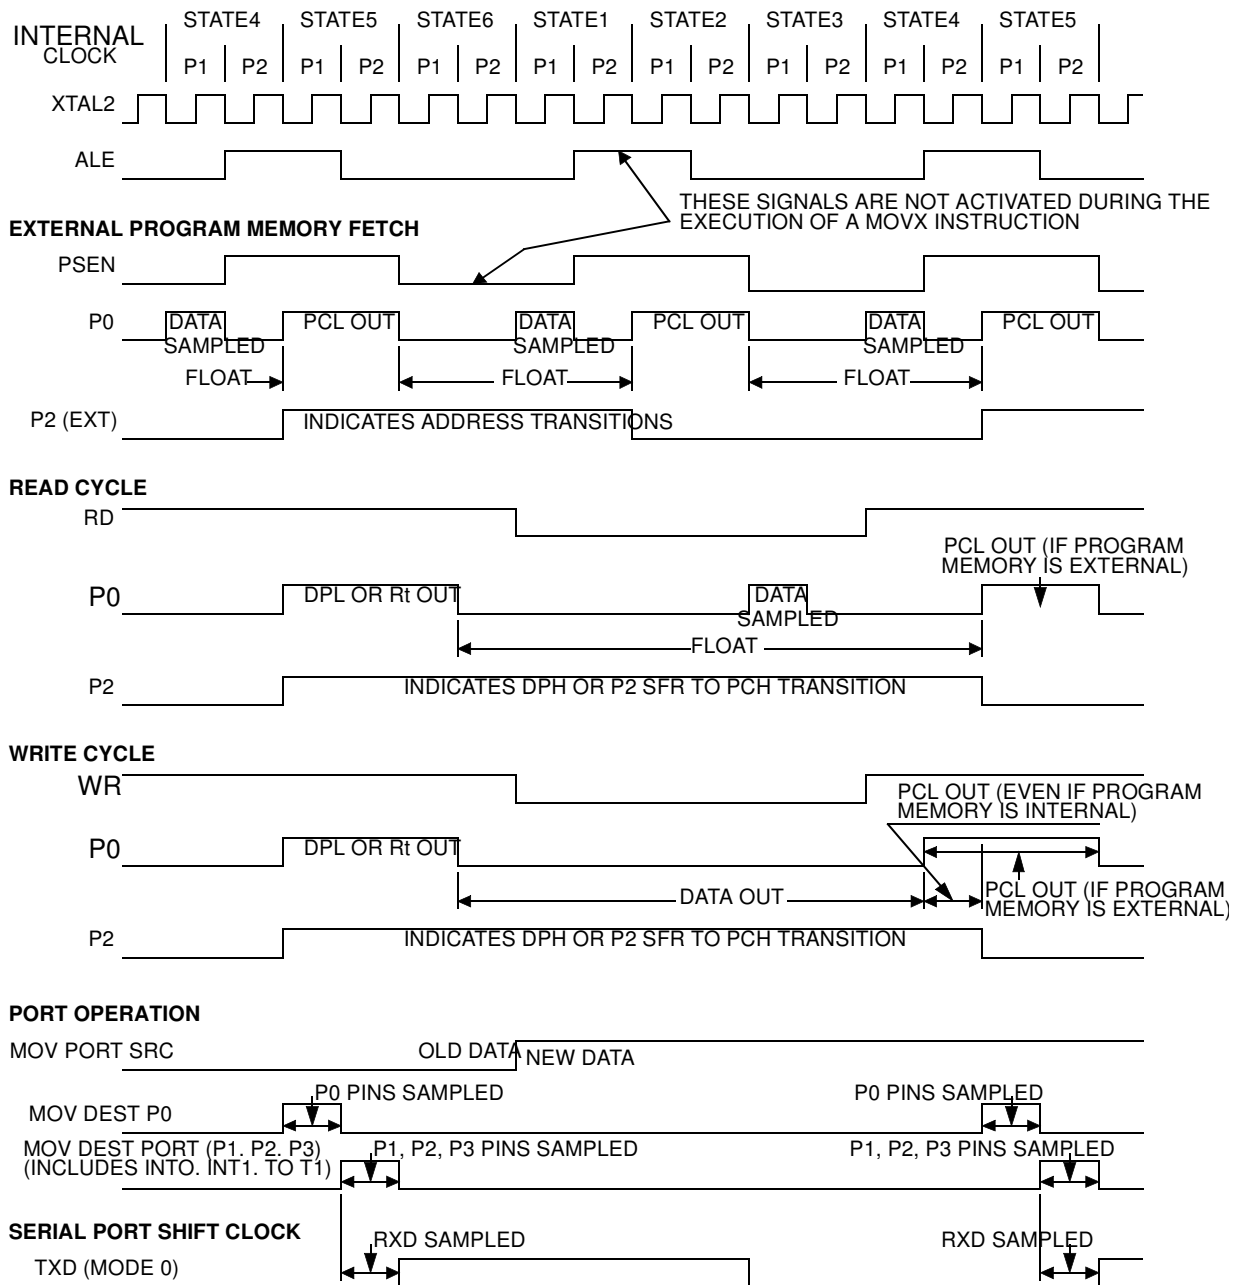 INTERNAL
CLOCK
STATE4 STATE5 STATE6 STATE1 STATE2 STATE3 STATE4 STATE5
P1 P2 P1 P2 P1 P2 P1 P2 P1 P2 P1 P2 P1 P2 P1 P2
XTAL2
ALE
THESE SIGNALS ARE NOT ACTIVATED DURING THE
EXECUTION OF A MOVX INSTRUCTION
EXTERNAL PROGRAM MEMORY FETCH
PSEN
P0 DATA PCL OUT DATA PCL OUT DATA PCL OUT
SAMPLED SAMPLED SAMPLED
FLOAT FLOAT FLOAT
P2 (EXT) INDICATES ADDRESS TRANSITIONS
READ CYCLE
RD
PCL OUT (IF PROGRAM
MEMORY IS EXTERNAL)
P0 DPL OR Rt OUT DATA
SAMPLED
FLOAT
P2 INDICATES DPH OR P2 SFR TO PCH TRANSITION
WRITE CYCLE
WR
PCL OUT (EVEN IF PROGRAM
MEMORY IS INTERNAL)
P0 DPL OR Rt OUT
DATA OUT
PCL OUT (IF PROGRAM
MEMORY IS EXTERNAL)
P2 INDICATES DPH OR P2 SFR TO PCH TRANSITION
PORT OPERATION
MOV PORT SRC OLD DATA NEW DATA
P0 PINS SAMPLED P0 PINS SAMPLED
MOV DEST P0
MOV DEST PORT (P1. P2. P3) P1, P2, P3 PINS SAMPLED P1, P2, P3 PINS SAMPLED
(INCLUDES INTO. INT1. TO T1)
SERIAL PORT SHIFT CLOCK
RXD SAMPLED RXD SAMPLED
TXD (MODE 0)